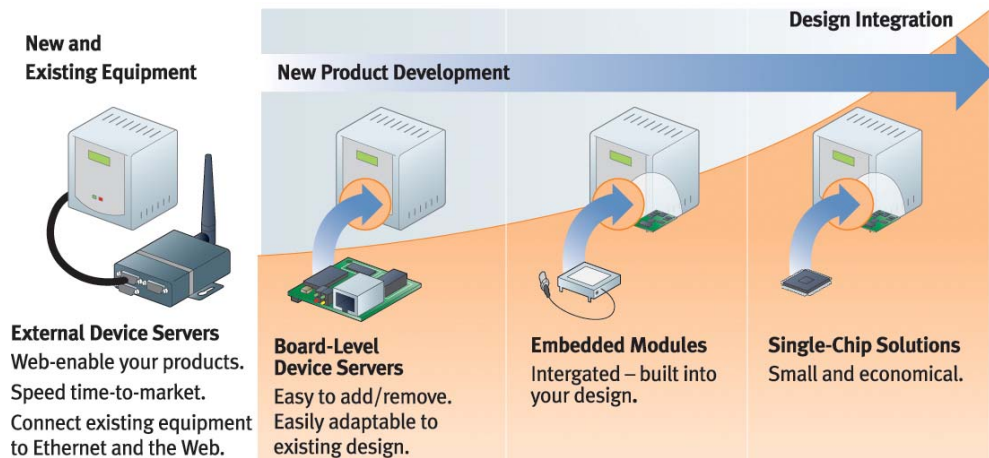 New and
Existing Equipment
Design Integration
New Product Development
External Device Servers
Web-enable your products.
Speed time-to-market.
Connect existing equipment
to Ethernet and the Web.
Board-Level
Device Servers
Easy to add/remove.
Easily adaptable to
existing design.
Embedded Modules
Intergated – built into
your design.
Single-Chip Solutions
Small and economical.